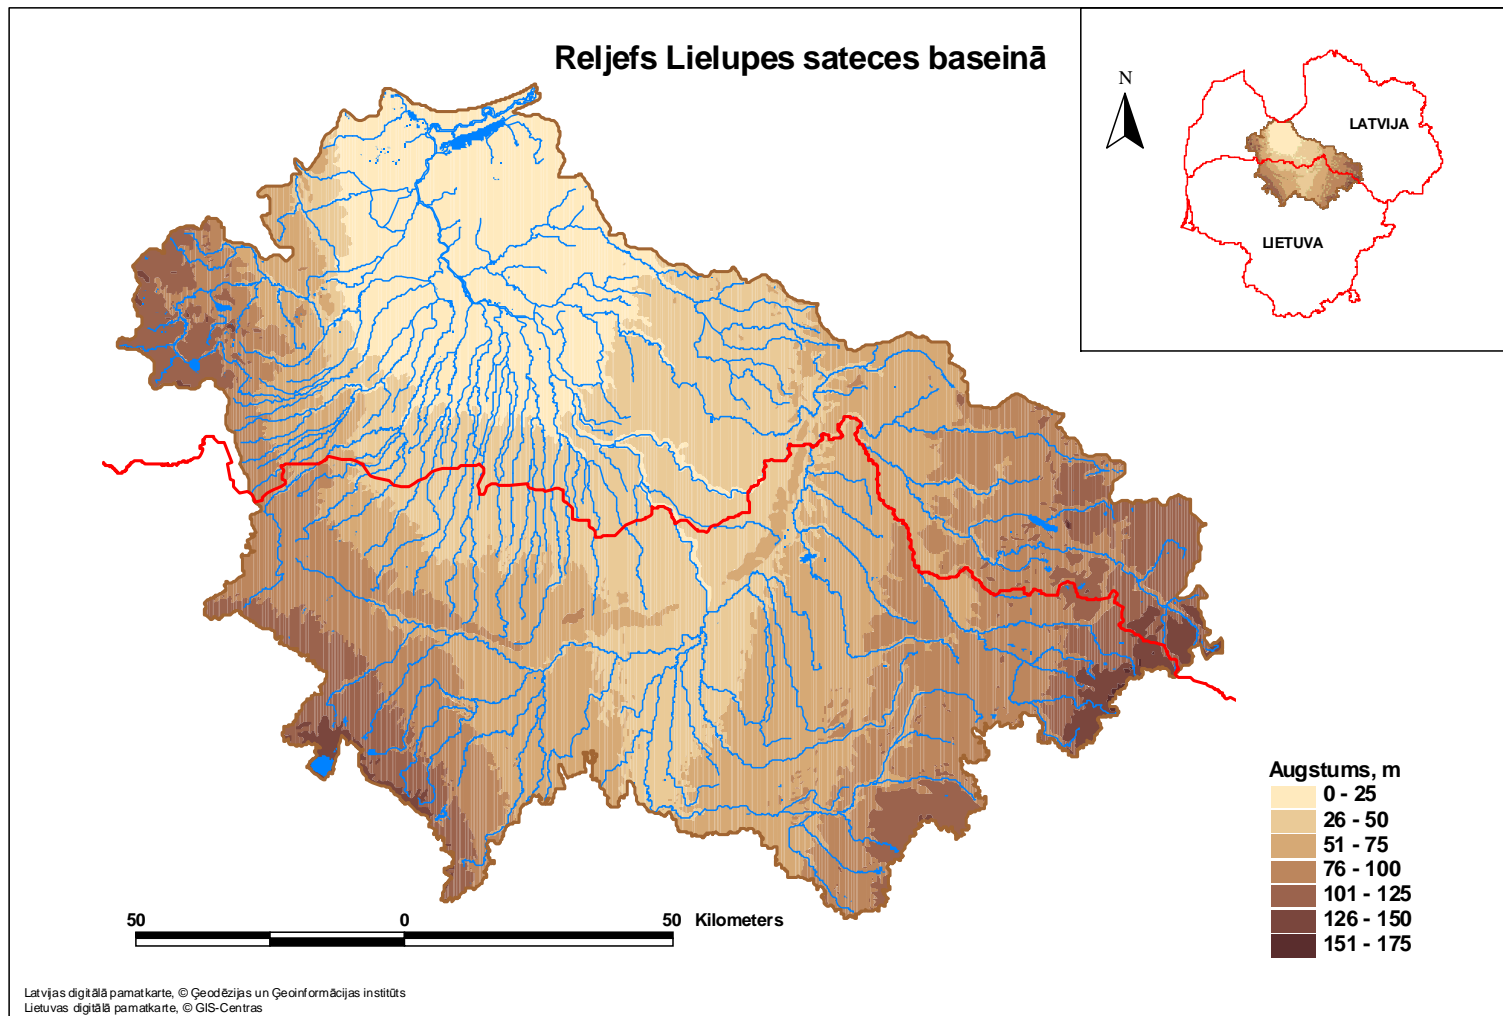 Reljefs Lielupes sateces baseinā
N
LATVIJA
LIETUVA
Augstums, m
0 - 25
26 - 50
51 - 75
76 - 100
101 - 125
126 - 150
151 - 175
50 0 50 Kilometers
Latvijas digitālā pamatkarte, © Ģeodēzijas un Ģeoinformācijas institūts
Lietuvas digitālā pamatkarte, © GIS-Centras